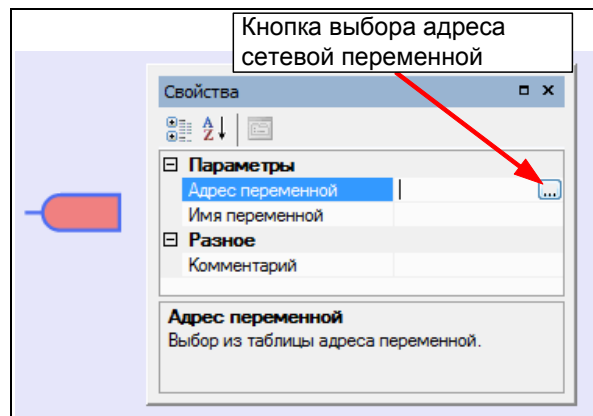 Кнопка выбора адреса
сетевой переменной
Свойства
Параметры
Адрес переменной ...
Имя переменной
Разное
Комментарий
Адрес переменной
Выбор из таблицы адреса переменной.